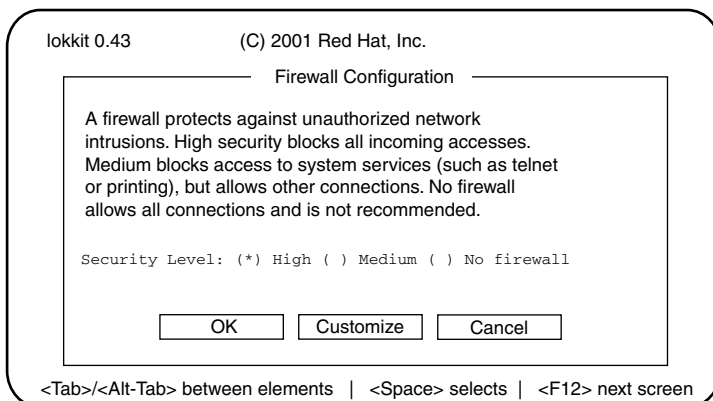 lokkit 0.43 (C) 2001 Red Hat, Inc.
Firewall Configuration
A firewall protects against unauthorized network
intrusions. High security blocks all incoming accesses.
Medium blocks access to system services (such as telnet
or printing), but allows other connections. No firewall
allows all connections and is not recommended.
Security Level: (*) High ( ) Medium ( ) No firewall
OK Customize Cancel
<Tab>/<Alt-Tab> between elements | <Space> selects | <F12> next screen